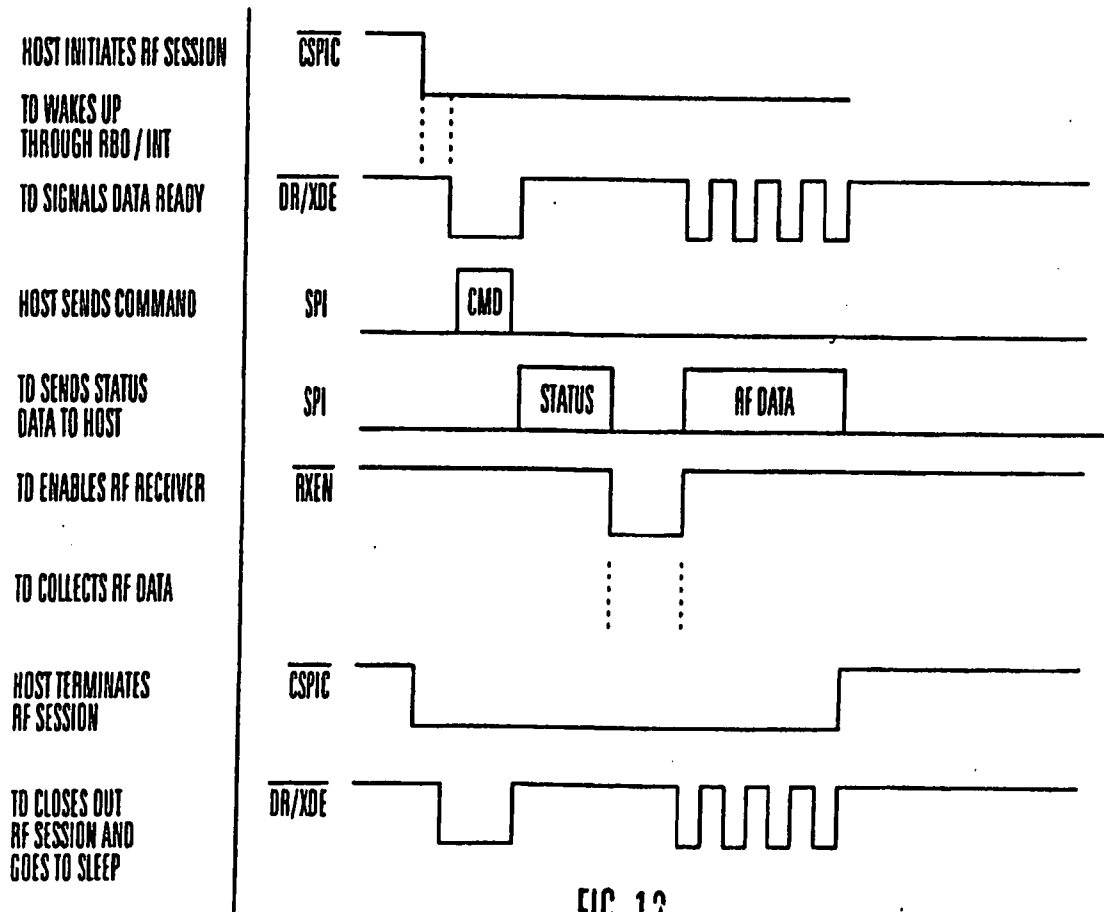 HOST INITIATES RF SESSION
CSPIC
TD WAKES UP
THROUGH RBO / INT
TD SIGNALS DATA READY
DR/XDE
HOST SENDS COMMAND
SPI
CMD
TD SENDS STATUS
DATA TO HOST
SPI
STATUS
RF DATA
TD ENABLES RF RECEIVER
RXEN
TD COLLECTS RF DATA
HOST TERMINATES
RF SESSION
CSPIC
TD CLOSES OUT
RF SESSION AND
GOES TO SLEEP
DR/XDE
FIG.